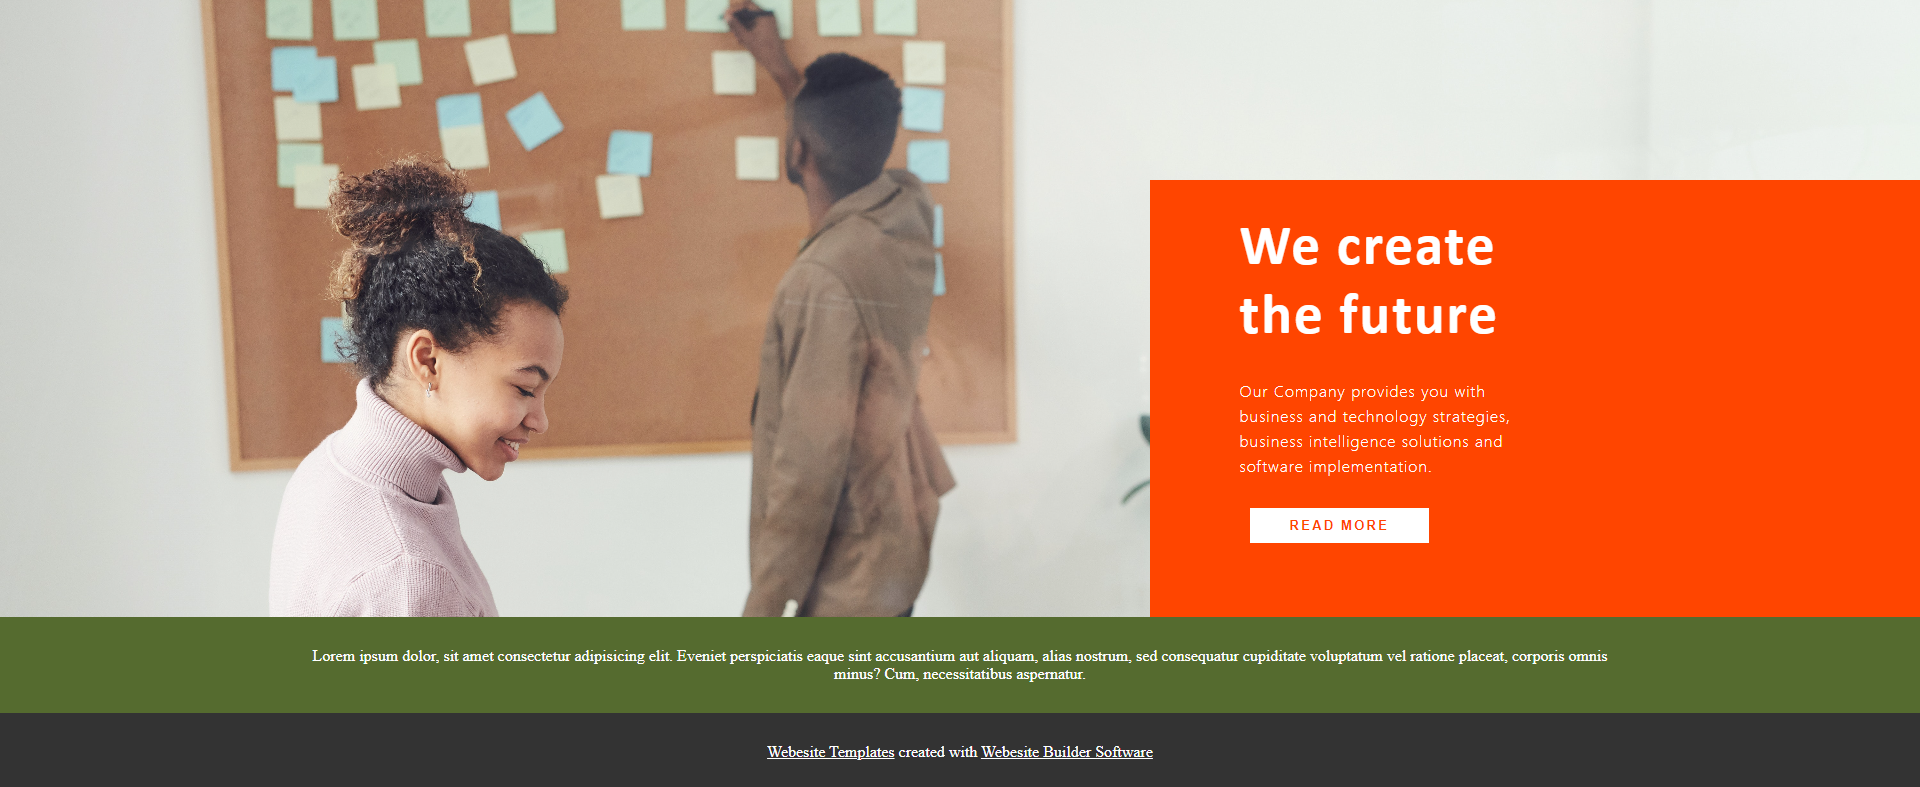 We create
the future
Our Company provides you with
business and technology strategies,
business intelligence solutions and
software implementation.
READ MORE
Lorem ipsum dolor, sit amet consectetur adipisicing elit. Eveniet perspiciatis eaque sint accusantium aut aliquam, alias nostrum, sed consequatur cupiditate voluptatum vel ratione placeat, corporis omnis
minus? Cum, necessitatibus aspernatur.
Webesite Templates created with Webesite Builder Software